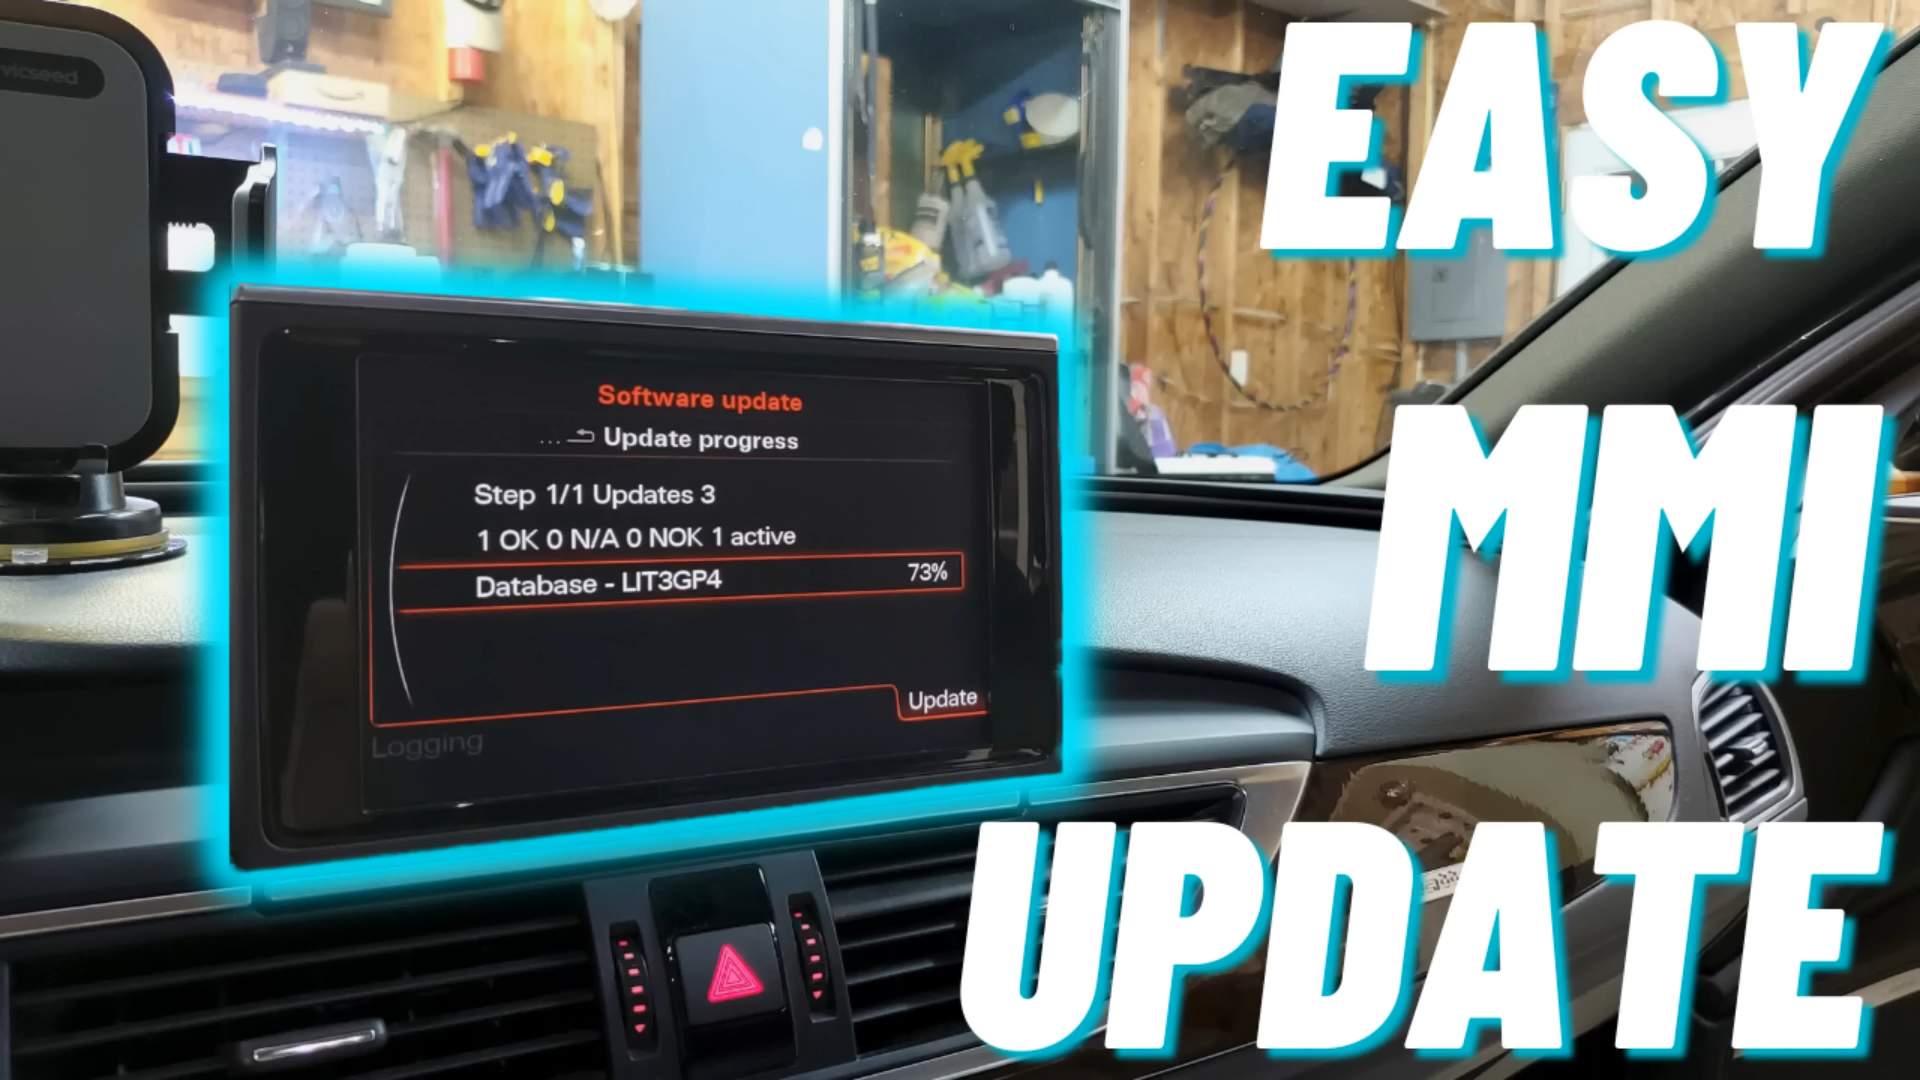 EASY
MMI
UPDATE
vicseed
Software update
... Update progress
Step 1/1 Updates 3
1 OK 0 N/A 0 NOK 1 active
Database - LIT3GP4 73%
Update
Logging